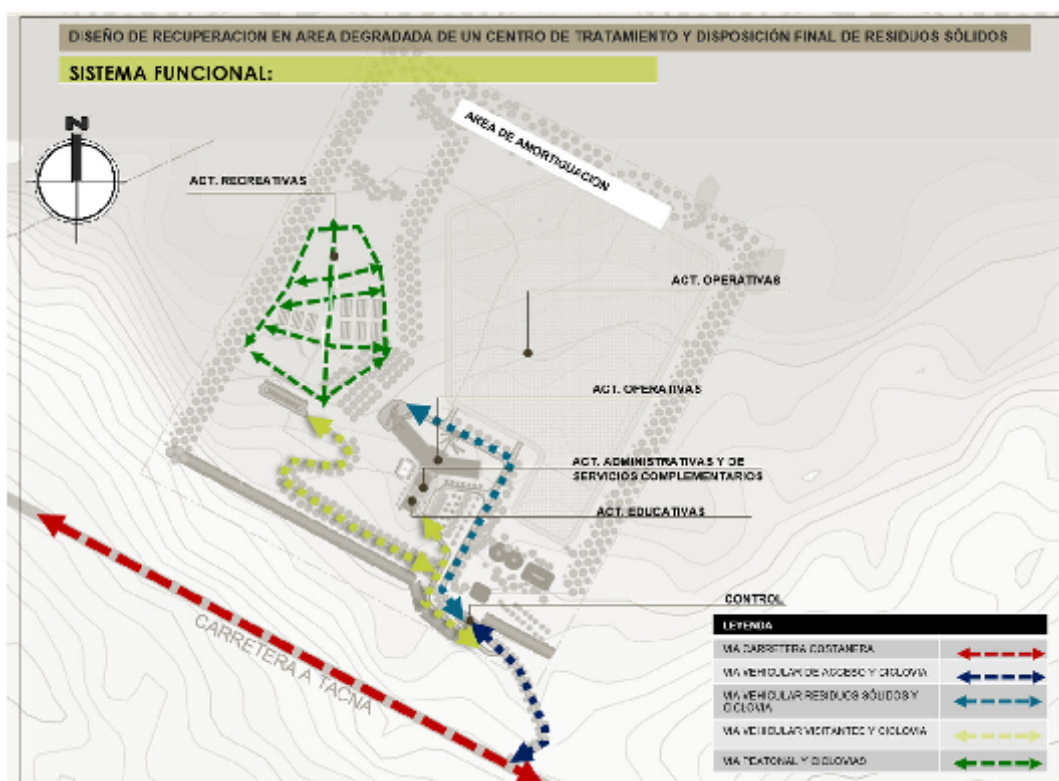 DISEÑO DE RECUPERACION EN AREA DEGRADADA DE UN CENTRO DE TRATAMIENTO Y DISPOSICIÓN FINAL DE RESIDUOS SÓLIDOS
SISTEMA FUNCIONAL:
N
AREA DE AMORTIGUACION
ACT. RECREATIVAS
ACT. OPERATIVAS
ACT. OPERATIVAS
ACT. ADMINISTRATIVAS Y DE
SERVICIOS COMPLEMENTARIOS
ACT. EDUCATIVAS
CONTROL
CARRETERA A TACNA
LEYENDA
VIA CARRETERA COSTANERA
VIA VEHICULAR DE ACCESO Y CICLOVIA
VIA VEHICULAR RESIDUOS SÓLIDOS Y
CICLOVIA
VIA VEHICULAR VISITANTES Y CICLOVIA
VIA PEATONAL Y CICLOVIAS